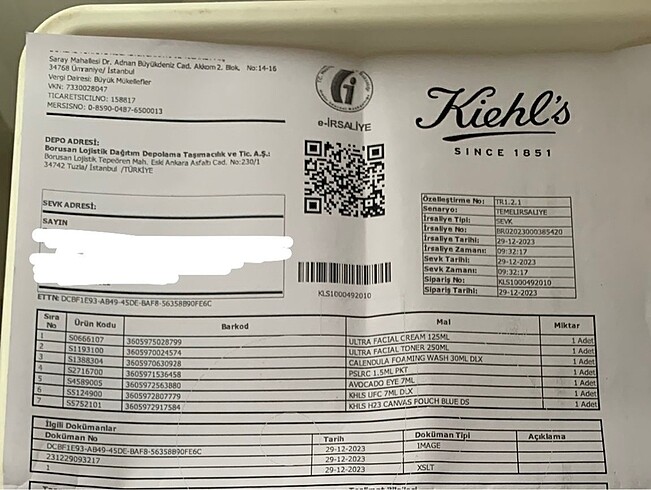 Saray Mahallesi Dr. Adnan Büyükdeniz Cad. Akkom 2. Blok, No:14-16
34768 Ümraniye/ İstanbul
Vergi Dairesi: Büyük Mükellefler
VKN: 7330028047
TICARETSICILNO: 158817
MERSISNO: 0-8590-0487-6500013
e-İRSALİYE
Kiehl's
SINCE 1851
DEPO ADRESİ:
Borusan Lojistik Dağıtım Depolama Taşımacılık ve Tic. A.Ş.:
Borusan Lojistik Tepeören Mah. Eski Ankara Asfaltı Cad. No:230/1
34742 Tuzla/ İstanbul /TÜRKİYE
SEVK ADRESİ:
SAYIN
ETTN: DCBF1E93-AB49-45DE-BAF8-56358B90FE6C
KLS1000492010
Özelleştirme No: TR1.2.1
Senaryo: TEMELIRSALIYE
İrsaliye Tipi: SEVK
İrsaliye No: BR02023000385420
İrsaliye Tarihi: 29-12-2023
İrsaliye Zamanı: 09:32:17
Sevk Tarihi: 29-12-2023
Sevk Zamanı: 09:32:17
Sipariş No: KLS1000492010
Sipariş Tarihi: 29-12-2023
Sıra No Ürün Kodu Barkod Mal Miktar
1 S0666107 3605975028799 ULTRA FACIAL CREAM 125ML 1 Adet
2 S1193100 3605970024574 ULTRA FACIAL TONER 250ML 1 Adet
3 S1388304 3605970630928 CALENDULA FOAMING WASH 30ML DLX 1 Adet
4 S2716700 3605971536458 PSLRC 1.5ML PKT 1 Adet
5 S4589005 3605972563880 AVOCADO EYE 7ML 1 Adet
6 S5124900 3605972807779 KHLS UFC 7ML DLX 1 Adet
7 S5752101 3605972917584 KHLS H23 CANVAS POUCH BLUE DS 1 Adet
İlgili Dokümanlar
Doküman No Tarih Doküman Tipi Açıklama
DCBF1E93-AB49-45DE-BAF8-56358B90FE6C 29-12-2023 IMAGE
231229093217 29-12-2023
1 29-12-2023 XSLT